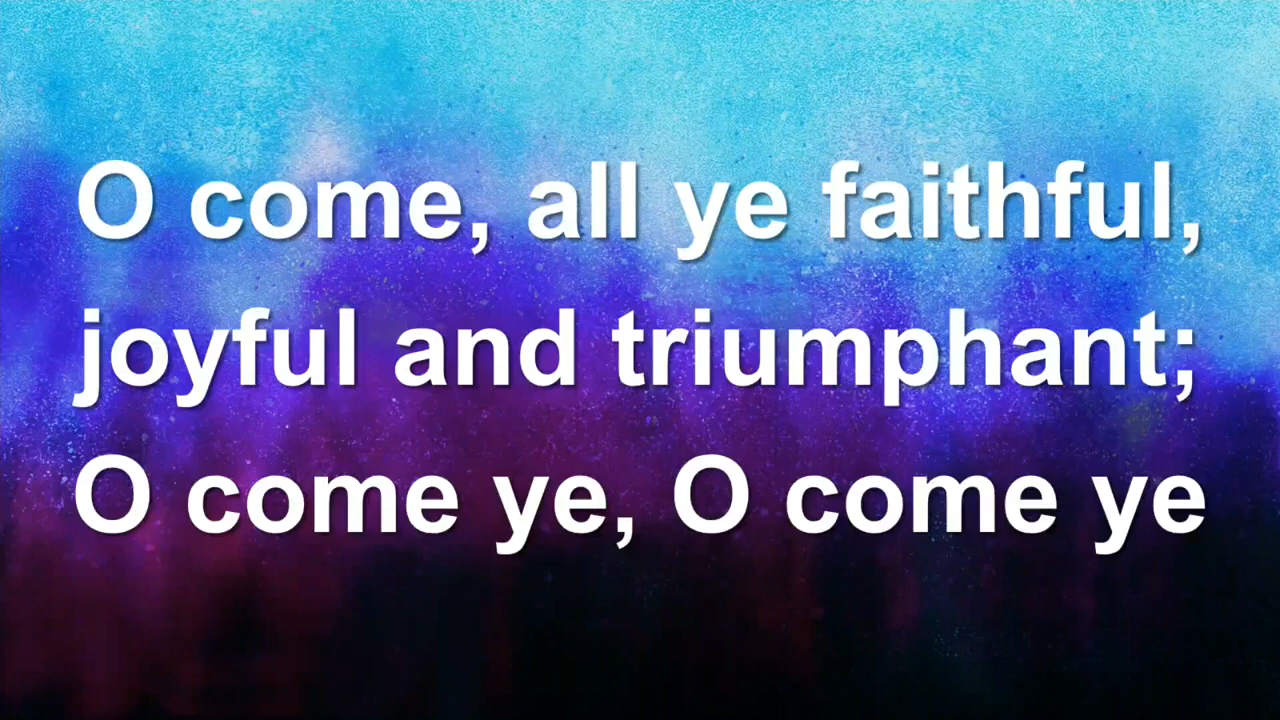 O come, all ye faithful,
joyful and triumphant;
O come ye, O come ye